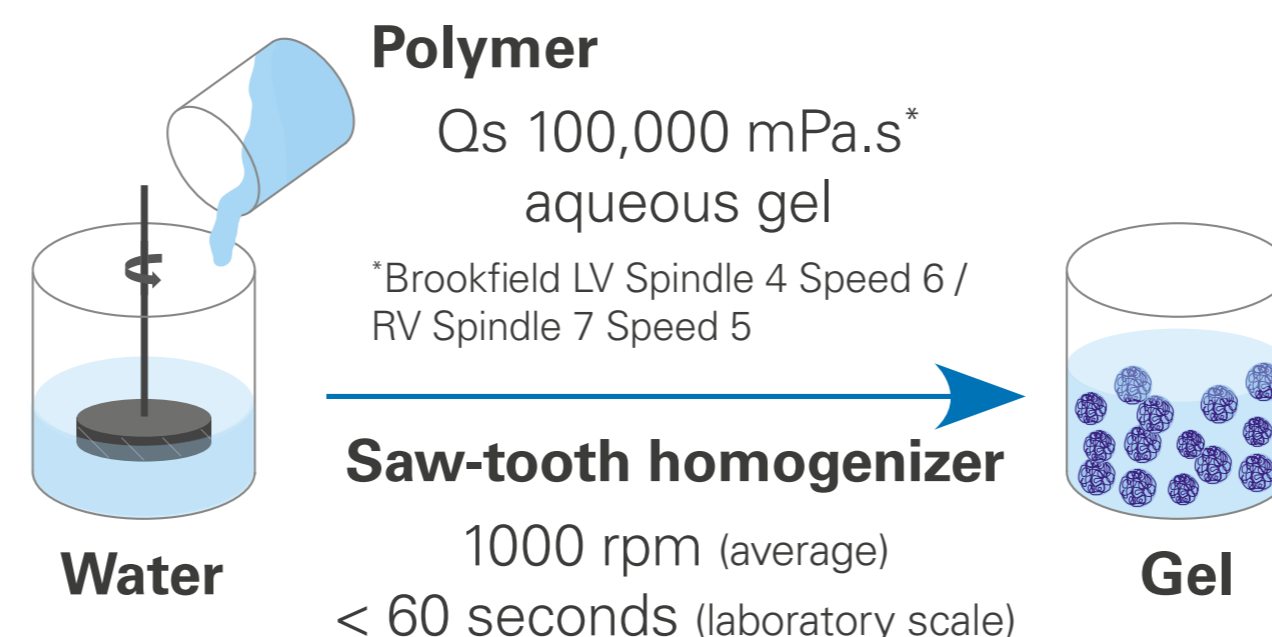 Polymer
Qs 100,000 mPa.s*
aqueous gel
*Brookfield LV Spindle 4 Speed 6 /
RV Spindle 7 Speed 5
Saw-tooth homogenizer
1000 rpm (average)
< 60 seconds (laboratory scale)
Water
Gel